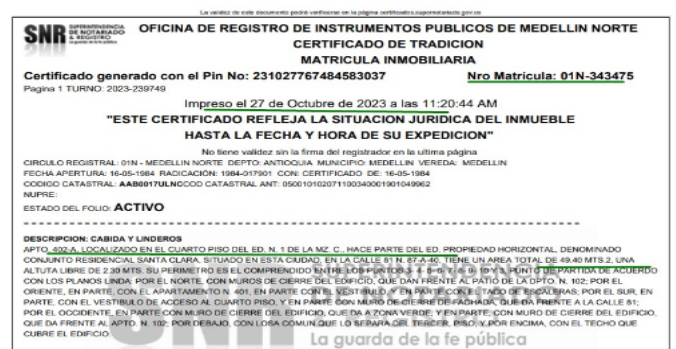 La validez de este documento podrá verificarse en la página certificados.supernotariado.gov.co
SNR SUPERINTENDENCIA DE NOTARIADO & REGISTRO La guarda de la fe pública
OFICINA DE REGISTRO DE INSTRUMENTOS PUBLICOS DE MEDELLIN NORTE
CERTIFICADO DE TRADICION
MATRICULA INMOBILIARIA
Certificado generado con el Pin No: 231027767484583037 Nro Matrícula: 01N-343475
Pagina 1 TURNO: 2023-239749
Impreso el 27 de Octubre de 2023 a las 11:20:44 AM
"ESTE CERTIFICADO REFLEJA LA SITUACION JURIDICA DEL INMUEBLE
HASTA LA FECHA Y HORA DE SU EXPEDICION"
No tiene validez sin la firma del registrador en la ultima página
CIRCULO REGISTRAL: 01N - MEDELLIN NORTE DEPTO: ANTIOQUIA MUNICIPIO: MEDELLIN VEREDA: MEDELLIN
FECHA APERTURA: 16-05-1984 RADICACIÓN: 1984-017901 CON: CERTIFICADO DE: 16-05-1984
CODIGO CATASTRAL: AAB0017ULNCCOD CATASTRAL ANT: 050010102071100340001901049962
NUPRE:
ESTADO DEL FOLIO: ACTIVO
DESCRIPCION: CABIDA Y LINDEROS
APTO. 402-A, LOCALIZADO EN EL CUARTO PISO DEL ED. N. 1 DE LA MZ. C., HACE PARTE DEL ED. PROPIEDAD HORIZONTAL, DENOMINADO
CONJUNTO RESIDENCIAL SANTA CLARA, SITUADO EN ESTA CIUDAD, EN LA CALLE 81 N. 87-A-40, TIENE UN AREA TOTAL DE 49.40 MTS.2, UNA
ALTUTA LIBRE DE 2.30 MTS. SU PERIMETRO ES EL COMPRENDIDO ENTRE LOS PUNTOS PUNTO DE PARTIDA DE ACUERDO
CON LOS PLANOS LINDA: POR EL NORTE, CON MUROS DE CIERRE DEL EDIFICIO, QUE DAN FRENTE AL PATIO DE LA DPTO. N. 102; POR EL
ORIENTE, EN PARTE, CON EL APARTAMENTO N. 401, EN PARTE CON EL VESTIBULO Y EN PARTE CON EL TACO DE ESCALERAS; POR EL SUR, EN
PARTE, CON EL VESTIBULO DE ACCESO AL CUARTO PISO, Y EN PARTE CON MURO DE CIERRE DE FACHADA, QUE DA FRENTE A LA CALLE 81;
POR EL OCCIDENTE, EN PARTE CON MURO DE CIERRE DEL EDIFICIO, QUE DA A ZONA VERDE; Y EN PARTE, CON MURO DE CIERRE DEL EDIFICIO,
QUE DA FRENTE AL APTO. N. 102; POR DEBAJO, CON LOSA COMUN QUE LO SEPARA DEL TERCER PISO; Y POR ENCIMA, CON EL TECHO QUE
CUBRE EL EDIFICIO.
SNR
La guarda de la fe pública